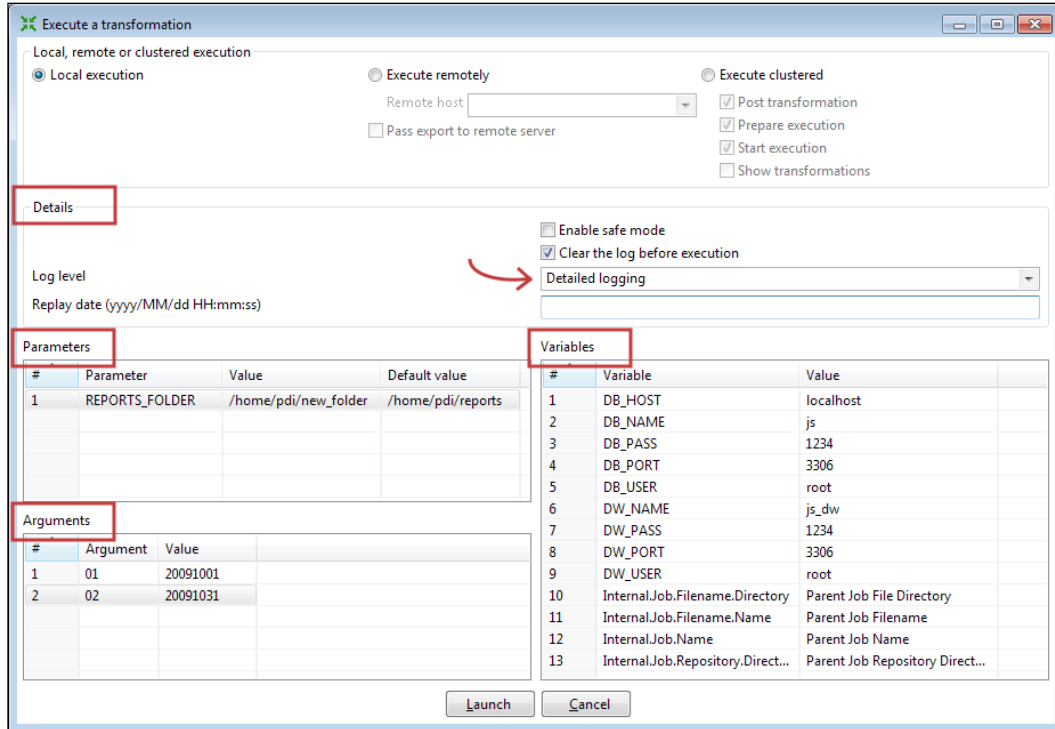 Execute a transformation
Local, remote or clustered execution
Local execution
Execute remotely
Execute clustered
Remote host
Post transformation
Pass export to remote server
Prepare execution
Start execution
Show transformations
Details
Enable safe mode
Clear the log before execution
Log level
Detailed logging
Replay date (yyyy/MM/dd HH:mm:ss)
Parameters
# Parameter Value Default value
1 REPORTS_FOLDER /home/pdi/new_folder /home/pdi/reports
Arguments
# Argument Value
1 01 20091001
2 02 20091031
Variables
# Variable Value
1 DB_HOST localhost
2 DB_NAME js
3 DB_PASS 1234
4 DB_PORT 3306
5 DB_USER root
6 DW_NAME js_dw
7 DW_PASS 1234
8 DW_PORT 3306
9 DW_USER root
10 Internal.Job.Filename.Directory Parent Job File Directory
11 Internal.Job.Filename.Name Parent Job Filename
12 Internal.Job.Name Parent Job Name
13 Internal.Job.Repository.Direct... Parent Job Repository Direct...
Launch
Cancel